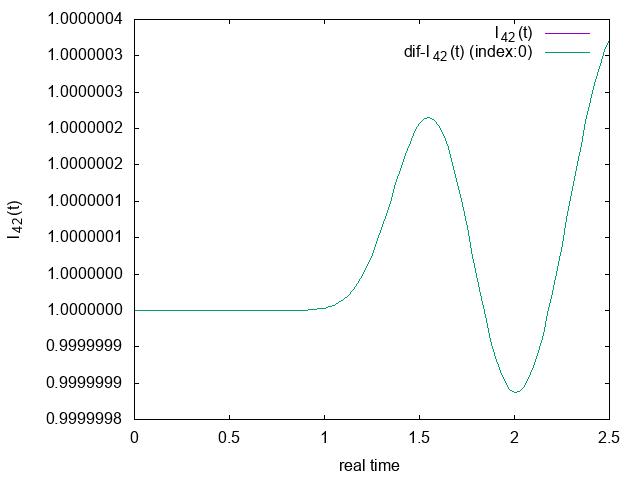 1.0000004
1.0000003
1.0000003
1.0000002
1.0000002
1.0000001
1.0000001
1.0000000
1.0000000
0.9999999
0.9999999
0.9999998
I42(t)
I42(t)
dif-I42(t) (index:0)
0 0.5 1 1.5 2 2.5
real time